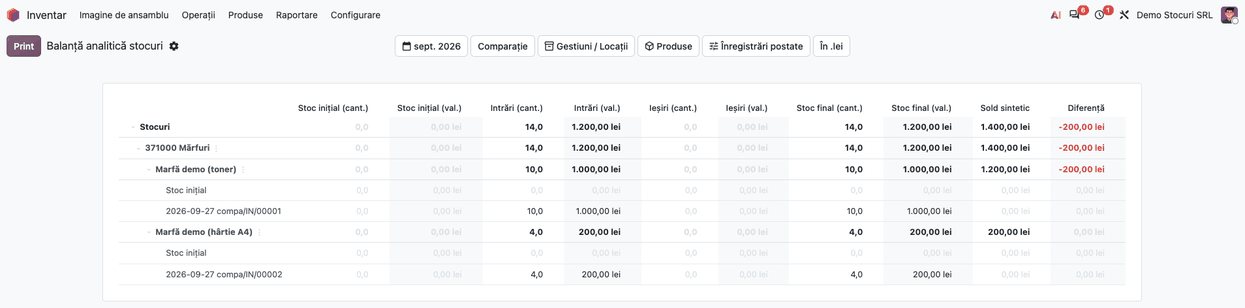 Inventar Imagine de ansamblu Operații Produse Raportare Configurare AI 6 1 Demo Stocuri SRL
Print Balanță analitică stocuri sept. 2026 Comparație Gestiuni / Locații Produse Înregistrări postate În .lei
Stoc inițial (cant.) Stoc inițial (val.) Intrări (cant.) Intrări (val.) Ieșiri (cant.) Ieșiri (val.) Stoc final (cant.) Stoc final (val.) Sold sintetic Diferență
Stocuri 0,0 0,00 lei 14,0 1.200,00 lei 0,0 0,00 lei 14,0 1.200,00 lei 1.400,00 lei -200,00 lei
371000 Mărfuri 0,0 0,00 lei 14,0 1.200,00 lei 0,0 0,00 lei 14,0 1.200,00 lei 1.400,00 lei -200,00 lei
Marfă demo (toner) 0,0 0,00 lei 10,0 1.000,00 lei 0,0 0,00 lei 10,0 1.000,00 lei 1.200,00 lei -200,00 lei
Stoc inițial 0,0 0,00 lei 0,0 0,00 lei 0,0 0,00 lei 0,0 0,00 lei 0,00 lei 0,00 lei
2026-09-27 compa/IN/00001 0,0 0,00 lei 10,0 1.000,00 lei 0,0 0,00 lei 10,0 1.000,00 lei 0,00 lei 0,00 lei
Marfă demo (hârtie A4) 0,0 0,00 lei 4,0 200,00 lei 0,0 0,00 lei 4,0 200,00 lei 200,00 lei 0,00 lei
Stoc inițial 0,0 0,00 lei 0,0 0,00 lei 0,0 0,00 lei 0,0 0,00 lei 0,00 lei 0,00 lei
2026-09-27 compa/IN/00002 0,0 0,00 lei 4,0 200,00 lei 0,0 0,00 lei 4,0 200,00 lei 0,00 lei 0,00 lei